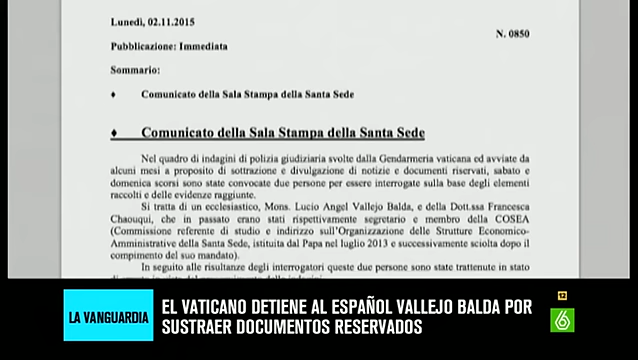 Lunedì, 02.11.2015
N. 0850
Pubblicazione: Immediata
Sommario:
♦ Comunicato della Sala Stampa della Santa Sede
♦ Comunicato della Sala Stampa della Santa Sede
Nel quadro di indagini di polizia giudiziaria svolte dalla Gendarmeria vaticana ed avviate da
alcuni mesi a proposito di sottrazione e divulgazione di notizie e documenti riservati, sabato e
domenica scorsi sono state convocate due persone per essere interrogate sulla base degli elementi
raccolti e delle evidenze raggiunte.
Si tratta di un ecclesiastico, Mons. Lucio Angel Vallejo Balda, e della Dott.ssa Francesca
Chaouqui, che in passato erano stati rispettivamente segretario e membro della COSEA
(Commissione referente di studio e indirizzo sull'Organizzazione delle Strutture Economico-
Amministrative della Santa Sede, istituita dal Papa nel luglio 2013 e successivamente sciolta dopo il
compimento del suo mandato).
In seguito alle risultanze degli interrogatori queste due persone sono state trattenute in stato
LA VANGUARDIA
EL VATICANO DETIENE AL ESPAÑOL VALLEJO BALDA POR
SUSTRAER DOCUMENTOS RESERVADOS
12
6